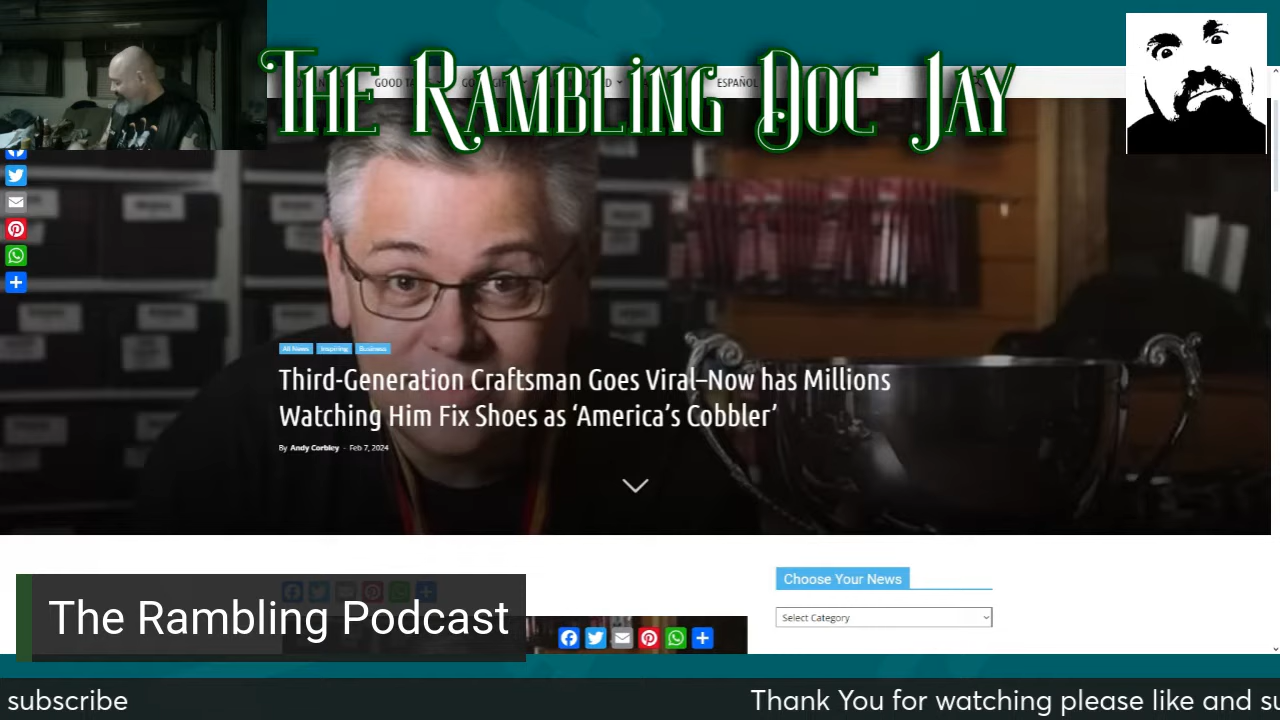 The Rambling Doc Jay
GOOD TA
ESPAÑOL
All News Inspiring Business
Third-Generation Craftsman Goes Viral–Now has Millions
Watching Him Fix Shoes as ‘America’s Cobbler’
By Andy Corbley - Feb 7, 2024
Choose Your News
Select Category
The Rambling Podcast
subscribe Thank You for watching please like and su